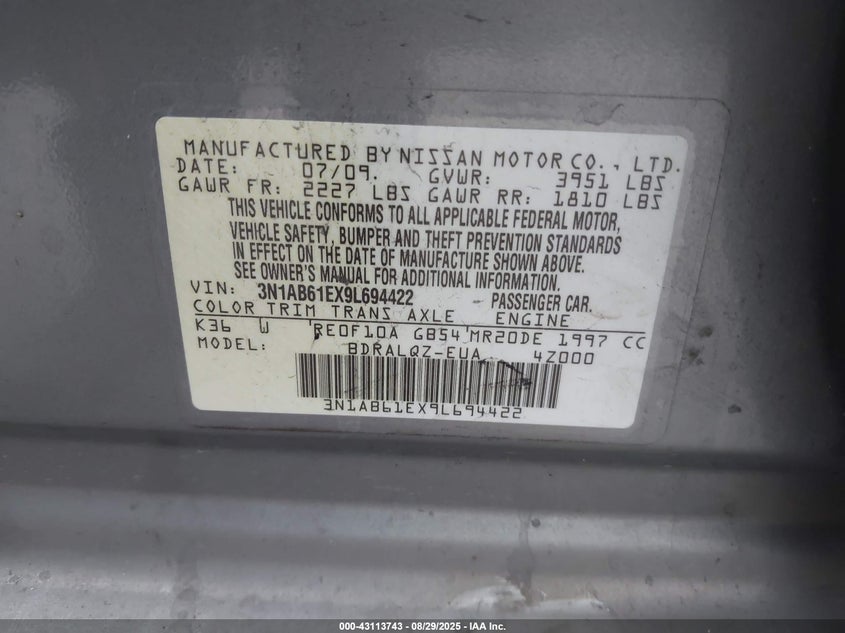 MANUFACTURED BY NISSAN MOTOR CO., LTD.
DATE: 07/09. GVWR: 3951 LBS
GAWR FR: 2227 LBS GAWR RR: 1810 LBS
THIS VEHICLE CONFORMS TO ALL APPLICABLE FEDERAL MOTOR,
VEHICLE SAFETY, BUMPER AND THEFT PREVENTION STANDARDS
IN EFFECT ON THE DATE OF MANUFACTURE SHOWN ABOVE.
SEE OWNER'S MANUAL FOR ADDITIONAL INFORMATION.
VIN: 3N1AB61EX9L694422 PASSENGER CAR.
COLOR TRIM TRANS AXLE ENGINE
K36 W RE0F10A GB54 MR20DE 1997 CC
MODEL: BDRALQZ-EUA 4Z000
3N1AB61EX9L694422
000-43113743 - 08/29/2025 - IAA Inc.